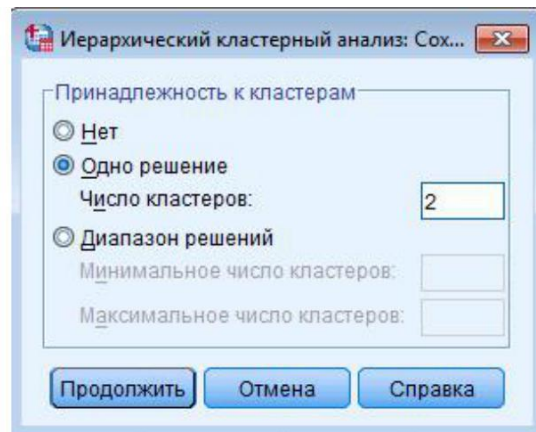 Иерархический кластерный анализ: Сох...
Принадлежность к кластерам
Нет
Одно решение
Число кластеров: 2
Диапазон решений
Минимальное число кластеров:
Максимальное число кластеров:
Продолжить Отмена Справка